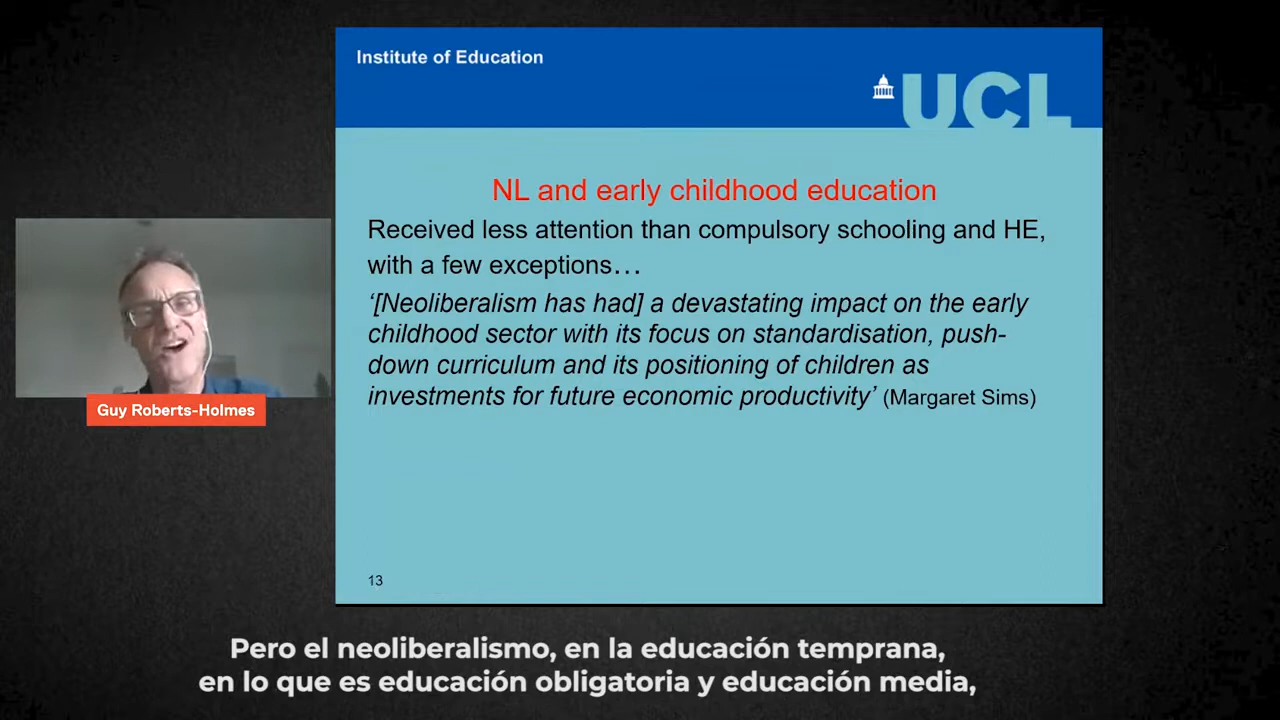 Institute of Education
UCL
NL and early childhood education
Received less attention than compulsory schooling and HE,
with a few exceptions…
‘[Neoliberalism has had] a devastating impact on the early
childhood sector with its focus on standardisation, push-
down curriculum and its positioning of children as
investments for future economic productivity’ (Margaret Sims)
13
Guy Roberts-Holmes
Pero el neoliberalismo, en la educación temprana,
en lo que es educación obligatoria y educación media,